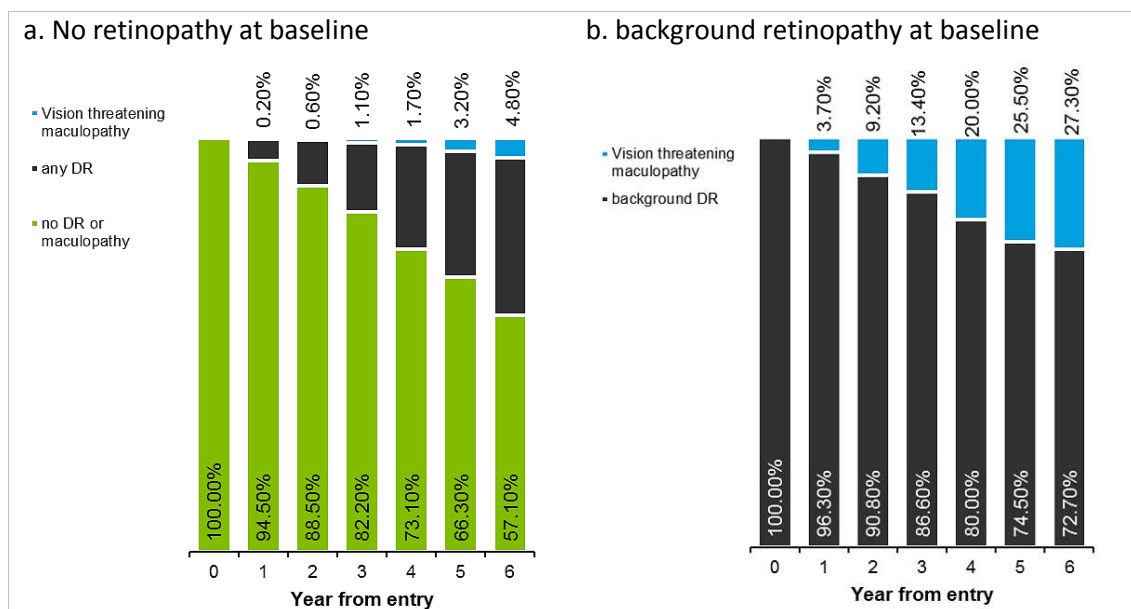 a. No retinopathy at baseline
Vision threatening
maculopathy
any DR
no DR or
maculopathy
0.20%
0.60%
1.10%
1.70%
3.20%
4.80%
100.00%
94.50%
88.50%
82.20%
73.10%
66.30%
57.10%
0 1 2 3 4 5 6
Year from entry
b. background retinopathy at baseline
Vision threatening
maculopathy
background DR
3.70%
9.20%
13.40%
20.00%
25.50%
27.30%
100.00%
96.30%
90.80%
86.60%
80.00%
74.50%
72.70%
0 1 2 3 4 5 6
Year from entry